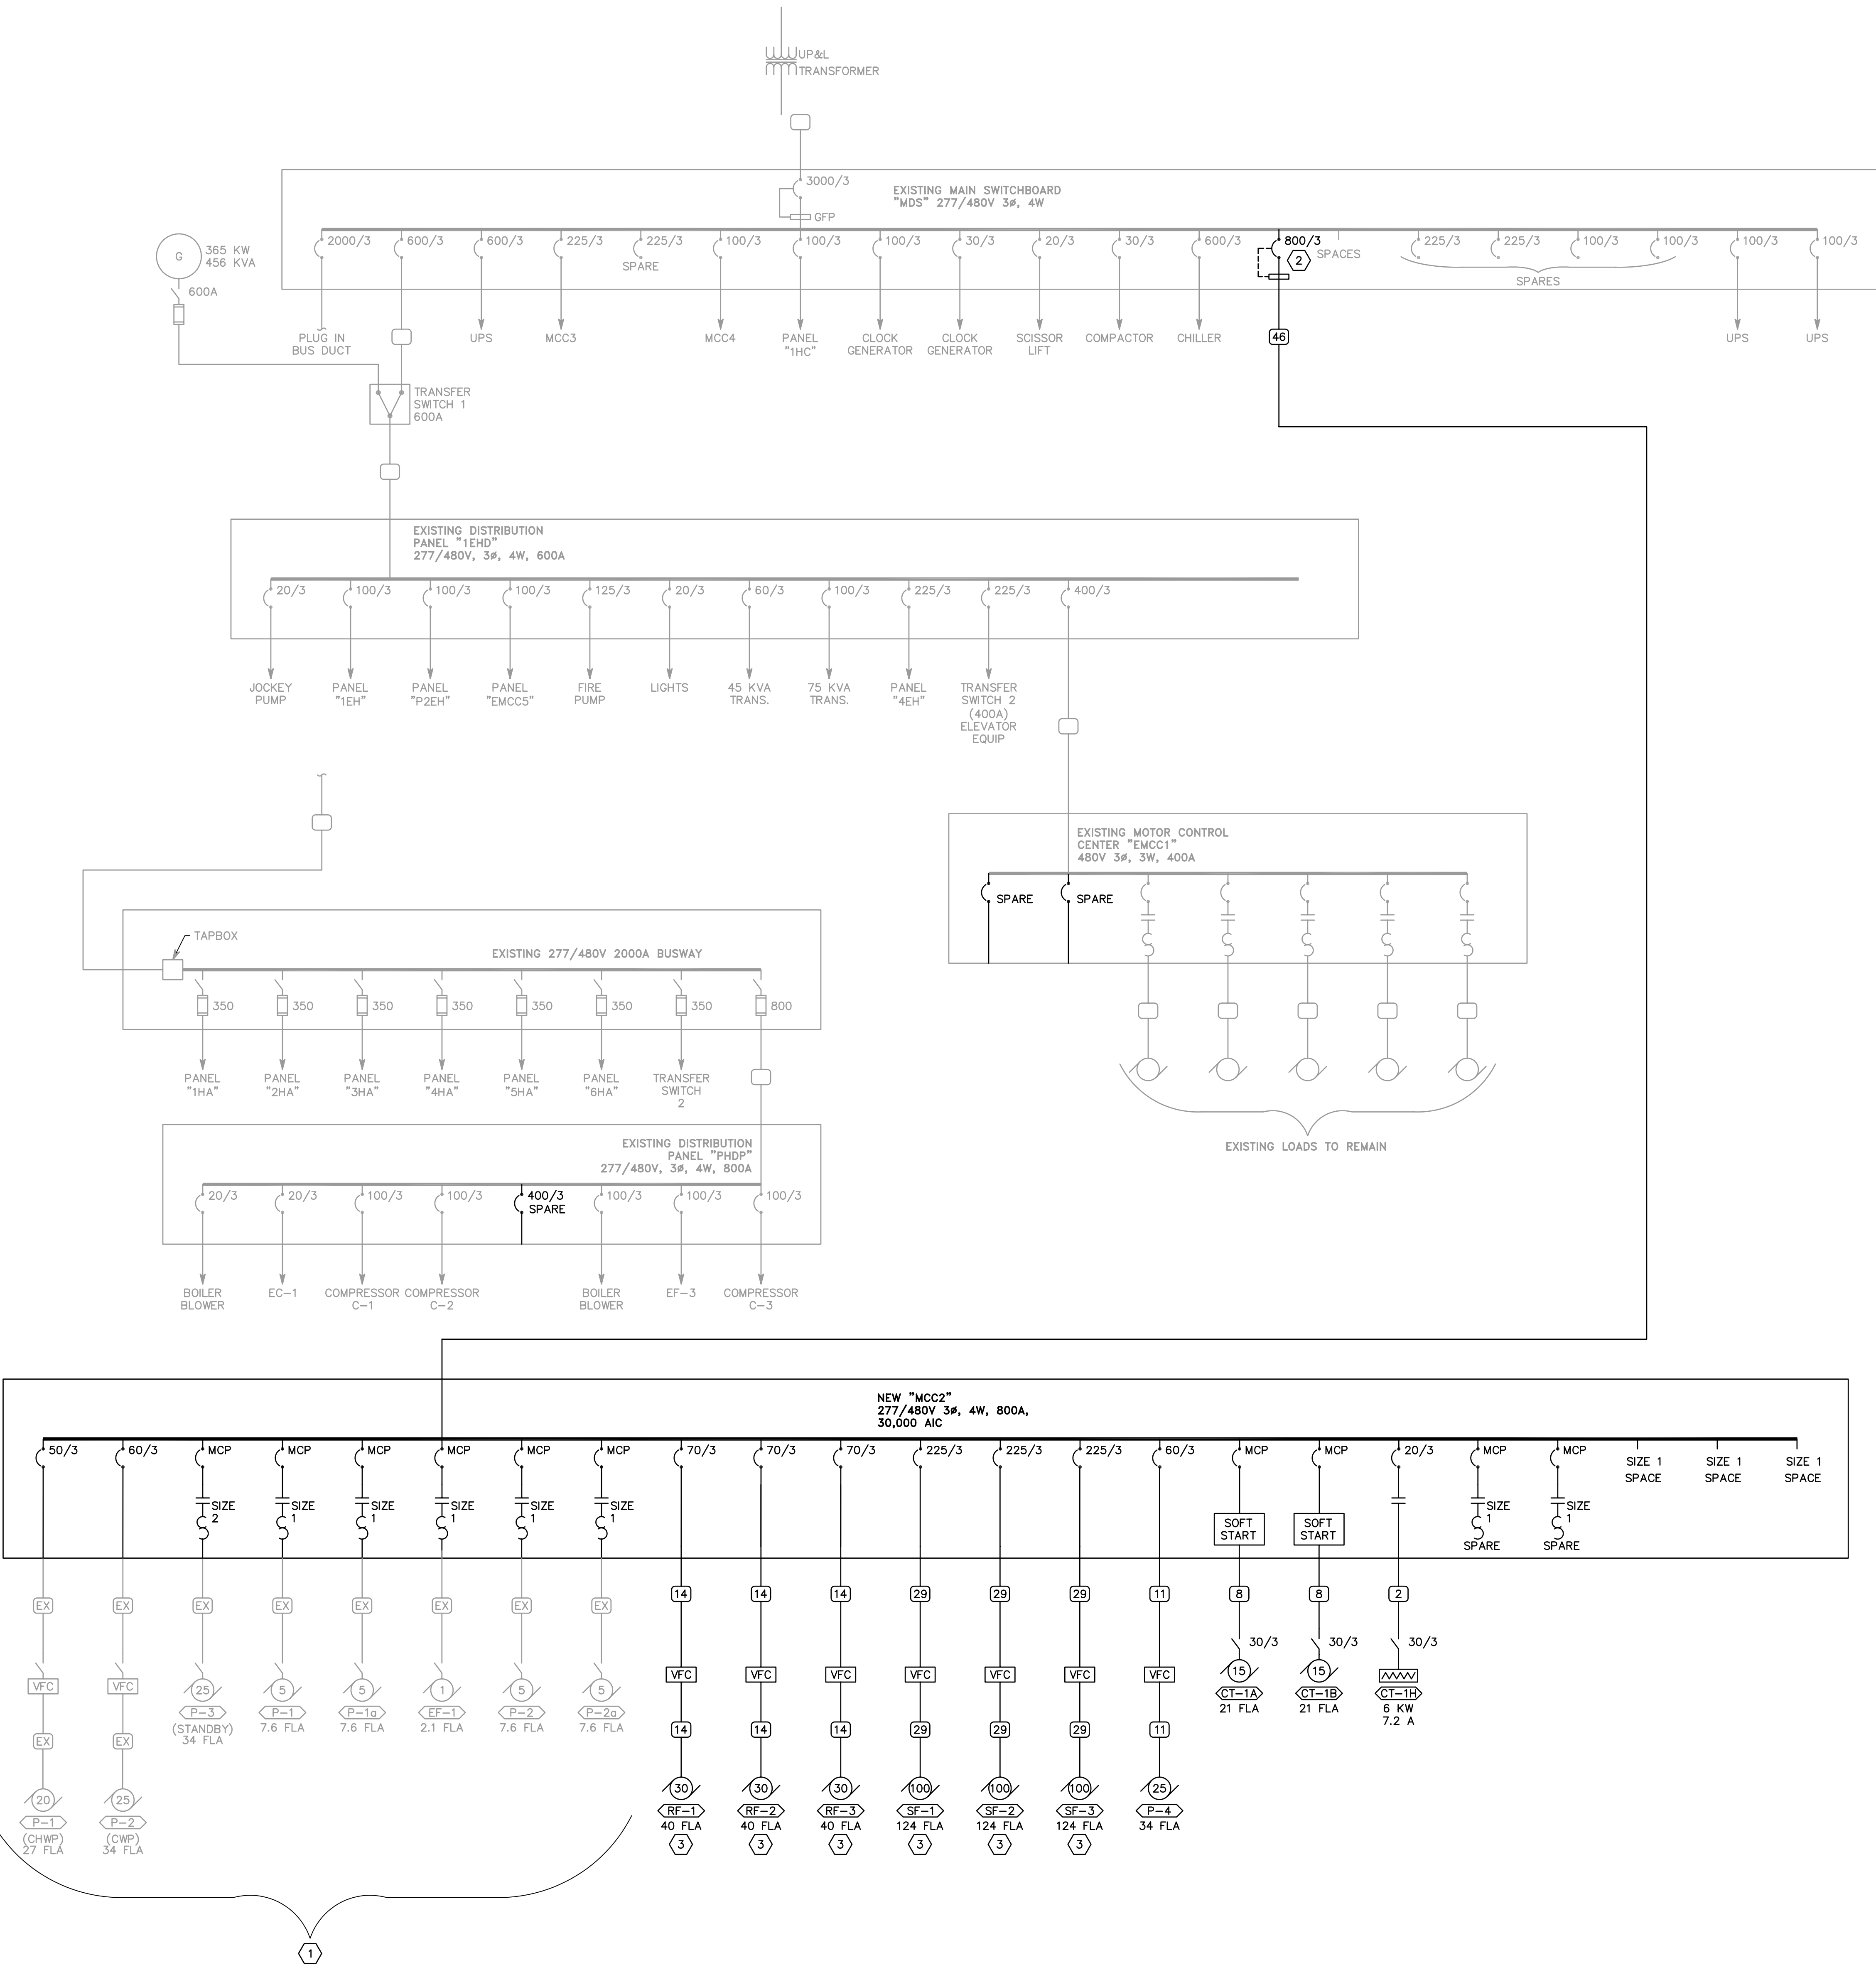 UP&L
TRANSFORMER
3000/3
GFP
EXISTING MAIN SWITCHBOARD
"MDS" 277/480V 3ø, 4W
2000/3
600/3
600/3
225/3
225/3
SPARE
100/3
100/3
100/3
30/3
20/3
30/3
600/3
800/3
2
SPACES
225/3
225/3
100/3
100/3
SPARES
100/3
100/3
G
365 KW
456 KVA
600A
PLUG IN
BUS DUCT
UPS
MCC3
MCC4
PANEL
"1HC"
CLOCK
GENERATOR
CLOCK
GENERATOR
SCISSOR
LIFT
COMPACTOR
CHILLER
46
UPS
UPS
TRANSFER
SWITCH 1
600A
EXISTING DISTRIBUTION
PANEL "1EHD"
277/480V, 3ø, 4W, 600A
20/3
100/3
100/3
100/3
125/3
20/3
60/3
100/3
225/3
225/3
400/3
JOCKEY
PUMP
PANEL
"1EH"
PANEL
"P2EH"
PANEL
"EMCC5"
FIRE
PUMP
LIGHTS
45 KVA
TRANS.
75 KVA
TRANS.
PANEL
"4EH"
TRANSFER
SWITCH 2
(400A)
ELEVATOR
EQUIP
EXISTING MOTOR CONTROL
CENTER "EMCC1"
480V 3ø, 3W, 400A
SPARE
SPARE
EXISTING LOADS TO REMAIN
TAPBOX
EXISTING 277/480V 2000A BUSWAY
350
350
350
350
350
350
350
800
PANEL
"1HA"
PANEL
"2HA"
PANEL
"3HA"
PANEL
"4HA"
PANEL
"5HA"
PANEL
"6HA"
TRANSFER
SWITCH
2
EXISTING DISTRIBUTION
PANEL "PHDP"
277/480V, 3ø, 4W, 800A
20/3
20/3
100/3
100/3
400/3
SPARE
100/3
100/3
100/3
BOILER
BLOWER
EC-1
COMPRESSOR
C-1
COMPRESSOR
C-2
BOILER
BLOWER
EF-3
COMPRESSOR
C-3
NEW "MCC2"
277/480V 3ø, 4W, 800A,
30,000 AIC
50/3
60/3
MCP
MCP
MCP
MCP
MCP
MCP
70/3
70/3
70/3
225/3
225/3
225/3
60/3
MCP
MCP
20/3
MCP
MCP
SIZE 1
SPACE
SIZE 1
SPACE
SIZE 1
SPACE
SIZE
2
SIZE
1
SIZE
1
SIZE
1
SIZE
1
SIZE
1
SOFT
START
SOFT
START
SIZE
1
SPARE
SIZE
1
SPARE
EX
EX
EX
EX
EX
EX
EX
EX
14
14
14
29
29
29
11
8
8
2
30/3
30/3
30/3
VFC
VFC
25
P-3
(STANDBY)
34 FLA
5
P-1
7.6 FLA
5
P-1a
7.6 FLA
1
EF-1
2.1 FLA
5
P-2
7.6 FLA
5
P-2a
7.6 FLA
VFC
VFC
VFC
VFC
VFC
VFC
VFC
15
CT-1A
21 FLA
15
CT-1B
21 FLA
CT-1H
6 KW
7.2 A
EX
EX
14
14
14
29
29
29
11
20
P-1
(CHWP)
27 FLA
25
P-2
(CWP)
34 FLA
30
RF-1
40 FLA
3
30
RF-2
40 FLA
3
30
RF-3
40 FLA
3
100
SF-1
124 FLA
3
100
SF-2
124 FLA
3
100
SF-3
124 FLA
3
25
P-4
34 FLA
1